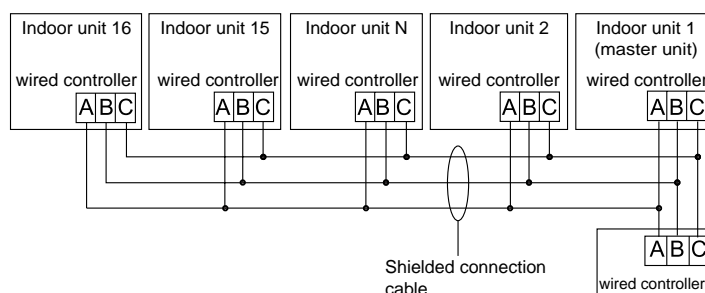 Indoor unit 16
wired controller
A B C
Indoor unit 15
wired controller
A B C
Indoor unit N
wired controller
A B C
Indoor unit 2
wired controller
A B C
Indoor unit 1
(master unit)
wired controller
A B C
Shielded connection
cable
A B C
wired controller